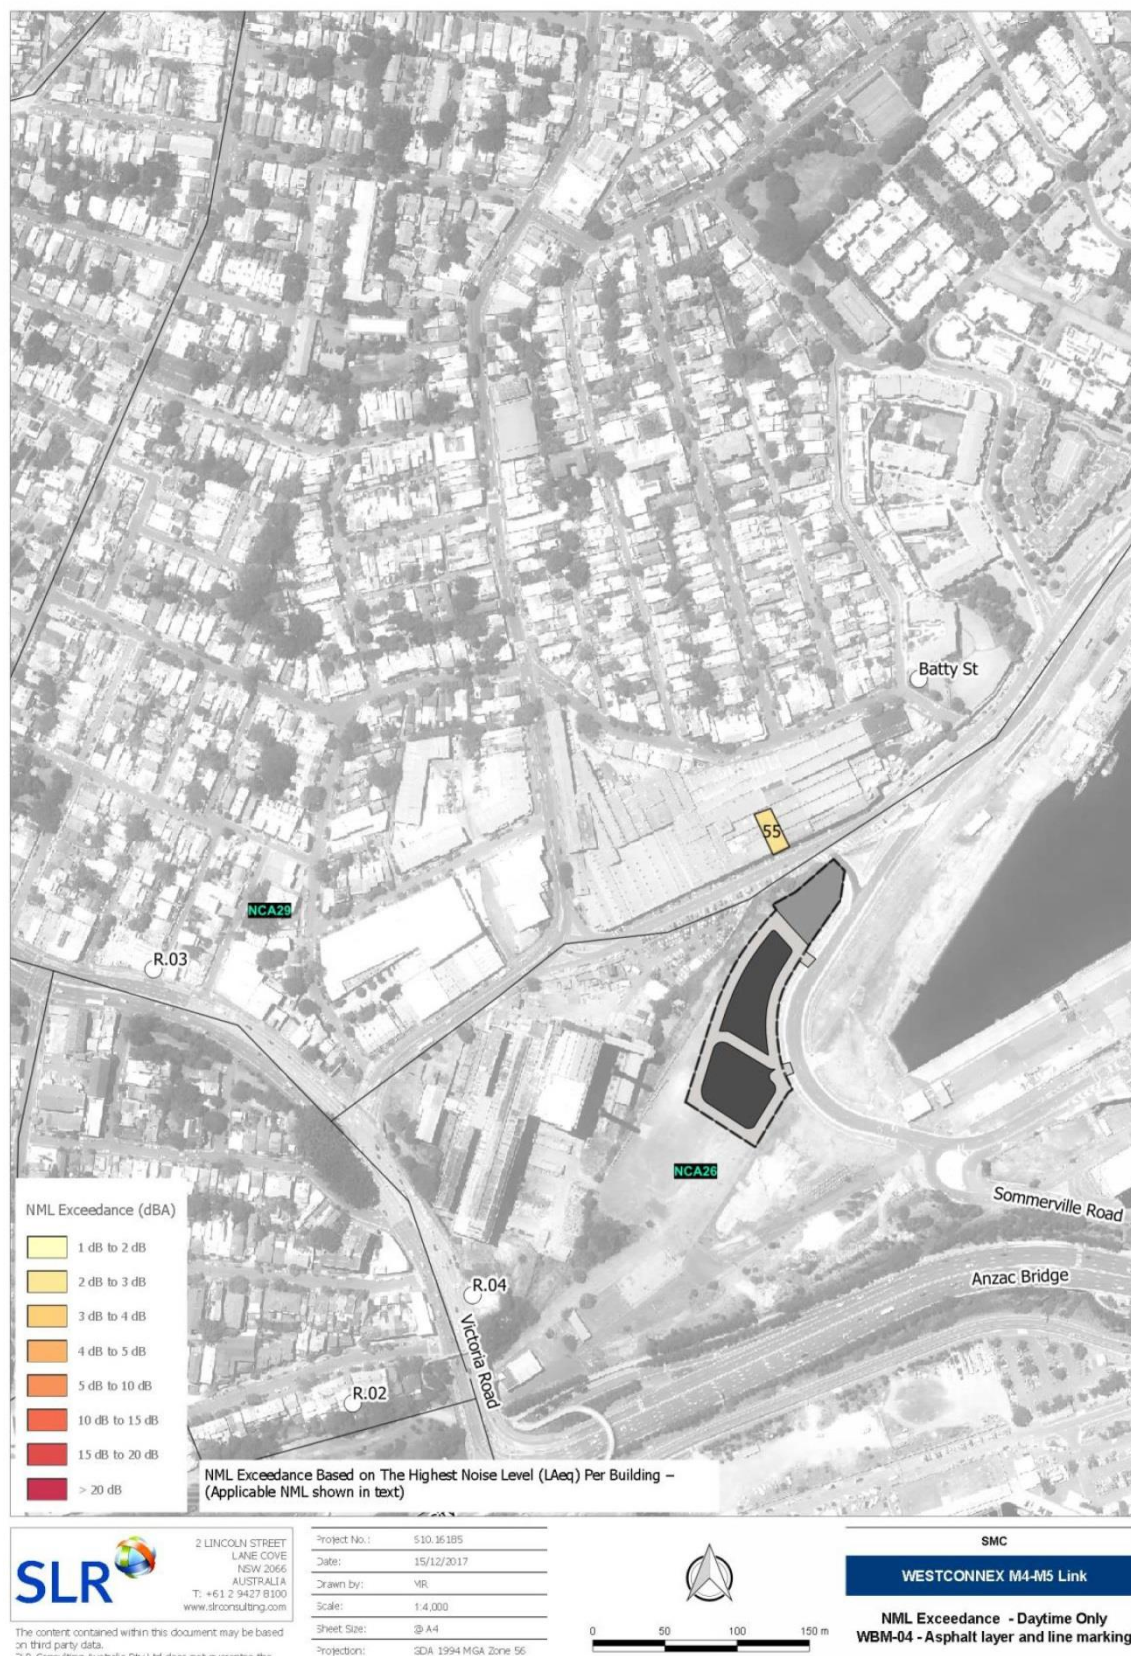 Batty St
55
NCA29
R.03
NCA26
Sommerville Road
R.04
Anzac Bridge
Victoria Road
R.02
NML Exceedance (dBA)
1 dB to 2 dB
2 dB to 3 dB
3 dB to 4 dB
4 dB to 5 dB
5 dB to 10 dB
10 dB to 15 dB
15 dB to 20 dB
> 20 dB
NML Exceedance Based on The Highest Noise Level (LAeq) Per Building –
(Applicable NML shown in text)
SLR
2 LINCOLN STREET
LANE COVE
NSW 2066
AUSTRALIA
T: +61 2 9427 8100
www.slrconsulting.com
The content contained within this document may be based
on third party data.
Project No.: 610.16185
Date: 15/12/2017
Drawn by:
Scale: 1:4,000
Sheet Size: @ A4
Projection: GDA 1994 MGA Zone 56
0 50 100 150 m
SMC
WESTCONNEX M4-M5 Link
NML Exceedance - Daytime Only
WBM-04 - Asphalt layer and line marking